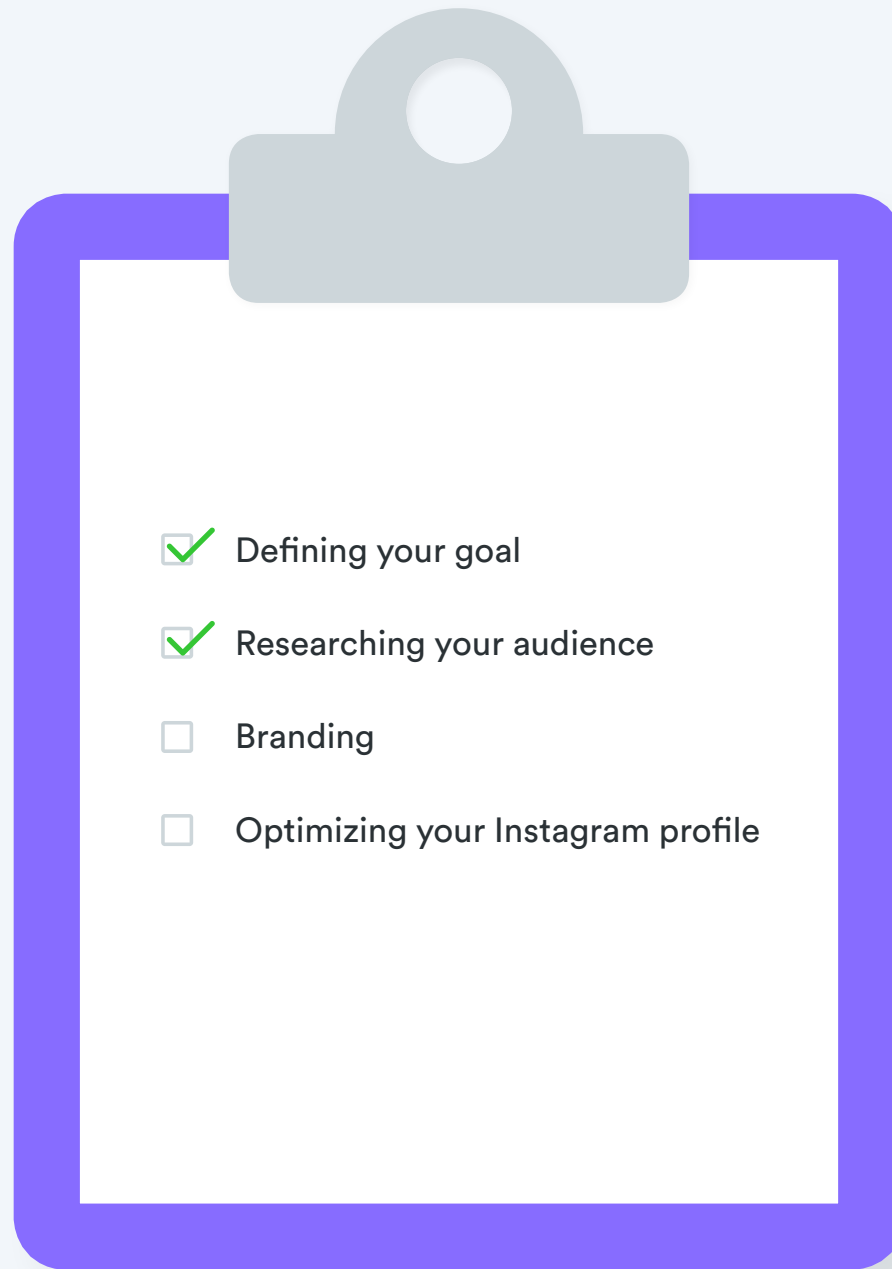 Defining your goal
Researching your audience
Branding
Optimizing your Instagram profile